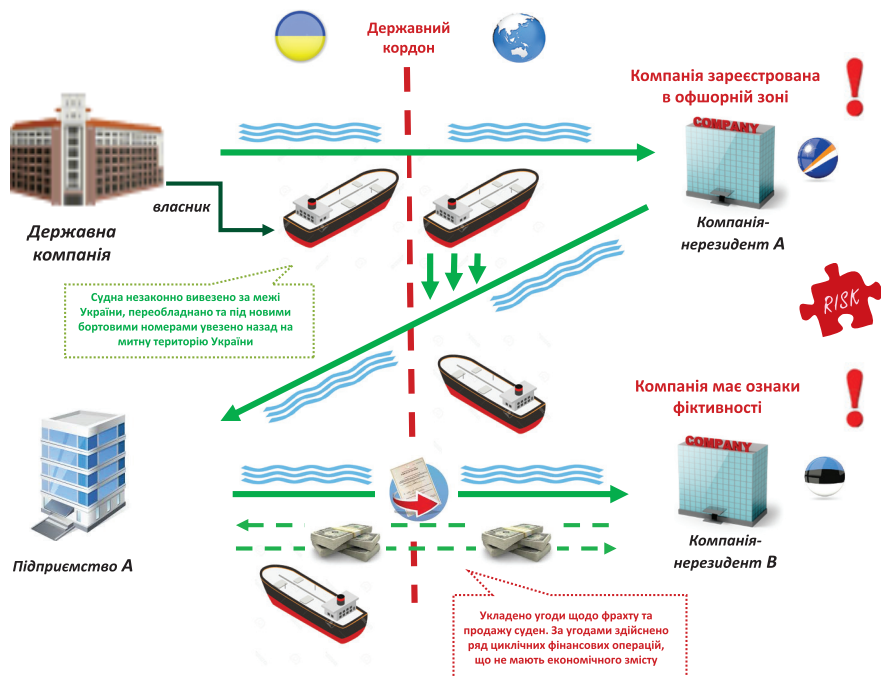 Державний
кордон
Компанія зареєстрована
в офшорній зоні
COMPANY
власник
Державна
компанія
Компанія-
нерезидент А
Судна незаконно вивезено за межі
України, переобладнано та під новими
бортовими номерами увезено назад на
митну територію України
RISK
Компанія має ознаки
фіктивності
COMPANY
Підприємство А
Компанія-
нерезидент В
Укладено угоди щодо фрахту та
продажу суден. За угодами здійснено
ряд циклічних фінансових операцій,
що не мають економічного змісту